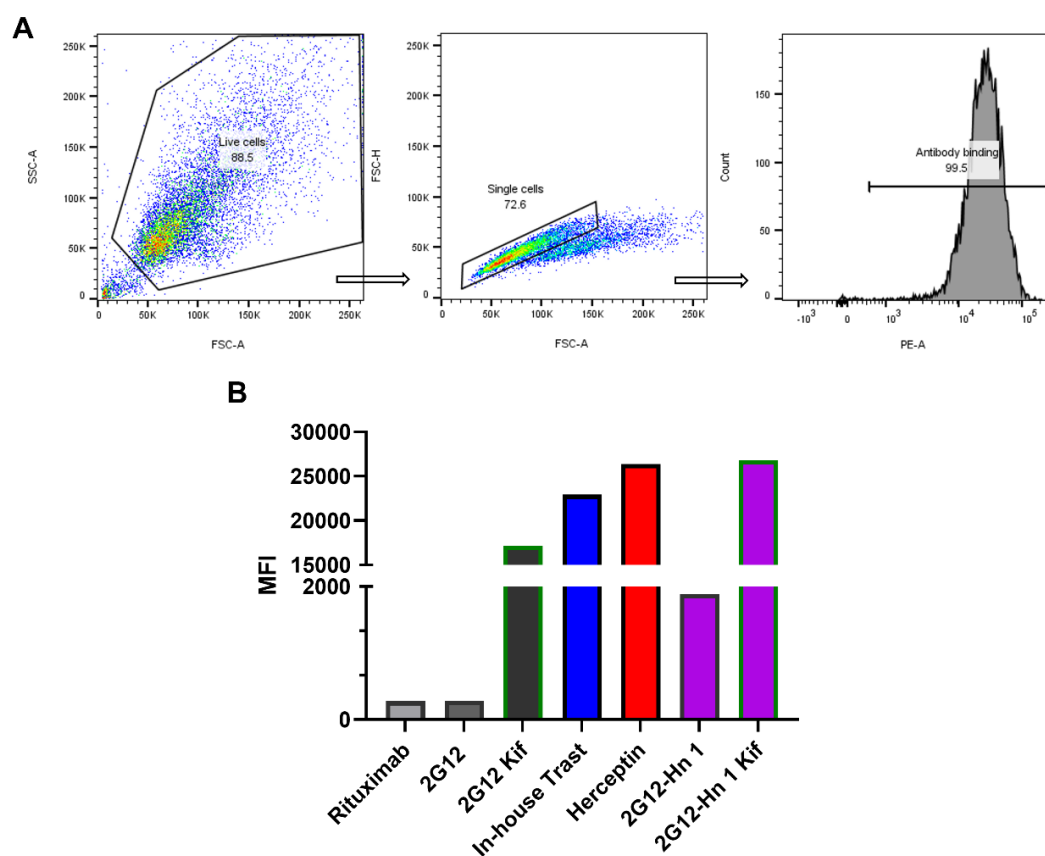 A
SSC-A
250K
200K
150K
100K
50K
0
Live cells
88.5
0 50K 100K 150K 200K 250K
FSC-A
FSC-H
250K
200K
150K
100K
50K
0
Single cells
72.6
0 50K 100K 150K 200K 250K
FSC-A
Count
150
100
50
0
Antibody binding
99.5
-10³ 0 10³ 10⁴ 10⁵
PE-A
B
MFI
30000
25000
20000
15000
2000
0
Rituximab
2G12
2G12 Kif
In-house Trast
Herceptin
2G12-Hn 1
2G12-Hn 1 Kif